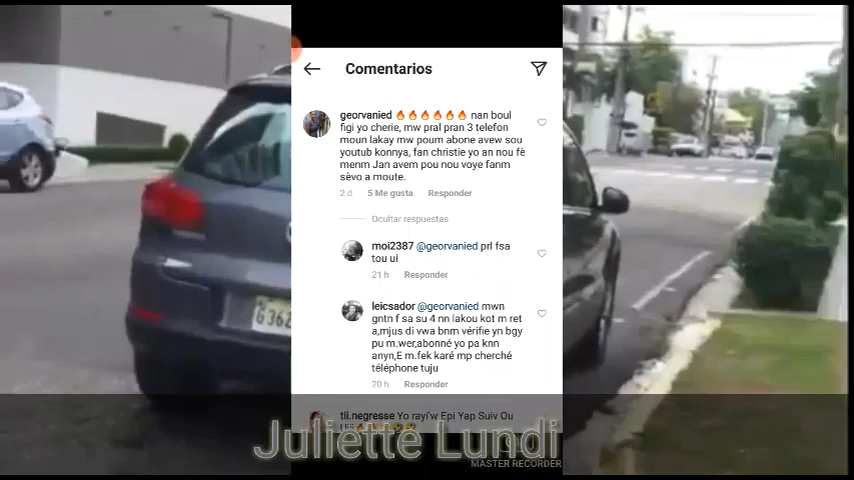 Comentarios
georvanied 🔥🔥🔥🔥🔥🔥 nan boul
figi yo cherie, mw pral pran 3 telefon
moun lakay mw poum abone avew sou
youtub konnya, fan christie yo an nou fè
menm Jan avem pou nou voye fanm
sèvo a moute.
2 d 5 Me gusta Responder
Ocultar respuestas
moi2387 @georvanied prl fsa
tou ui
21 h Responder
leicsador @georvanied mwn
gntn f sa su 4 nn lakou kot m ret
a,mjus di vwa bnm vérifie yn bgy
pu m.wer,abonné yo pa knn
anyn,E m.fek karé mp cherché
téléphone tuju
20 h Responder
tii.negresse Yo rayi'w Epi Yap Suiv Ou
Juliette Lundi
MASTER RECORDER